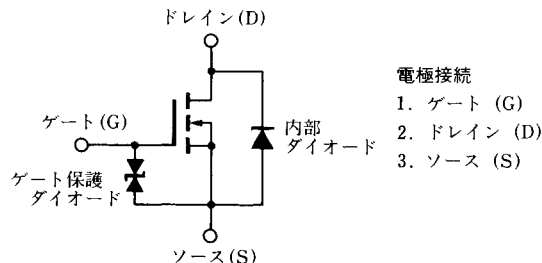 ドレイン(D)
ゲート(G)
内部
ダイオード
ゲート保護
ダイオード
ソース(S)
電極接続
1. ゲート (G)
2. ドレイン (D)
3. ソース (S)